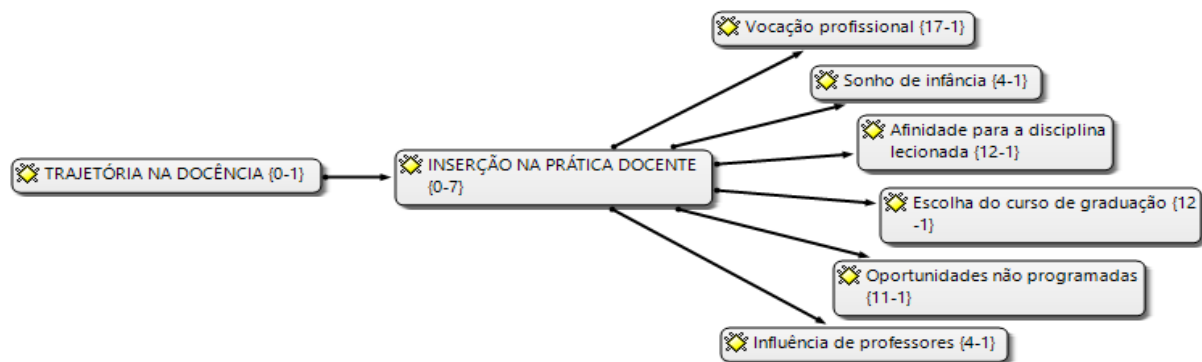 Vocação profissional {17-1}
Sonho de infância {4-1}
Afinidade para a disciplina
lecionada {12-1}
TRAJETÓRIA NA DOCÊNCIA {0-1}
INSERÇÃO NA PRÁTICA DOCENTE
{0-7}
Escolha do curso de graduação {12
-1}
Oportunidades não programadas
{11-1}
Influência de professores {4-1}